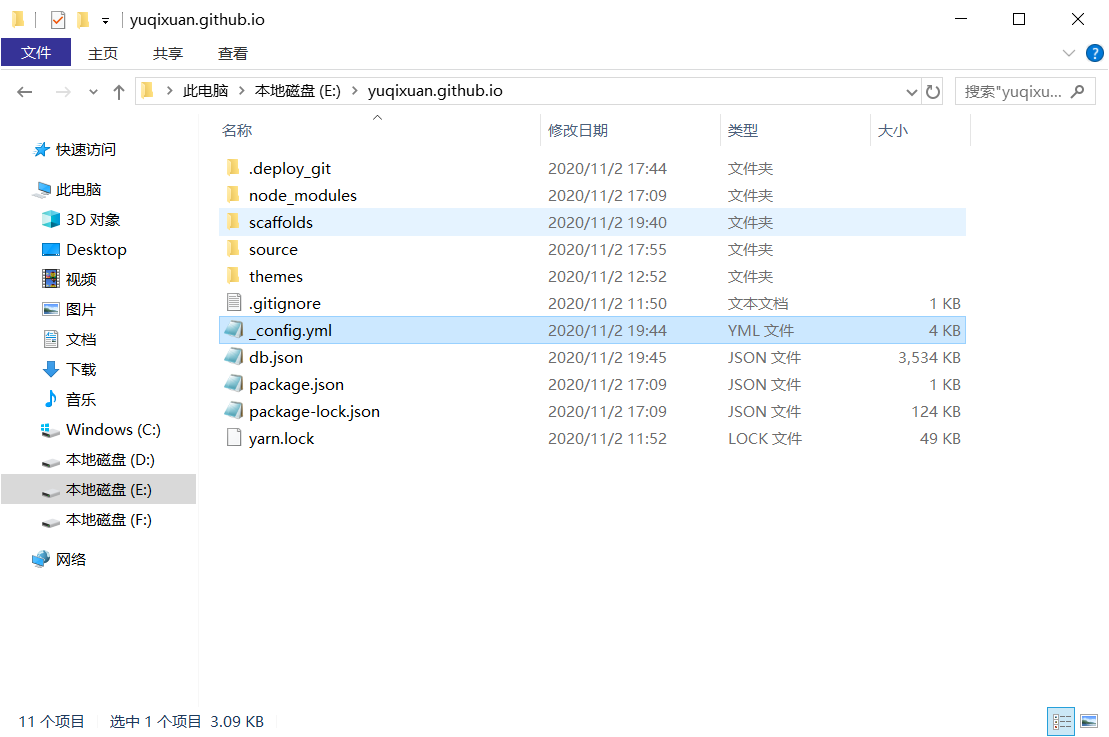 yuqixuan.github.io
文件 主页 共享 查看
此电脑 本地磁盘 (E:) yuqixuan.github.io 搜索"yuqixu...
名称 修改日期 类型 大小
快速访问
此电脑
3D 对象
Desktop
视频
图片
文档
下载
音乐
Windows (C:)
本地磁盘 (D:)
本地磁盘 (E:)
本地磁盘 (F:)
网络
.deploy_git 2020/11/2 17:44 文件夹
node_modules 2020/11/2 17:09 文件夹
scaffolds 2020/11/2 19:40 文件夹
source 2020/11/2 17:55 文件夹
themes 2020/11/2 12:52 文件夹
.gitignore 2020/11/2 11:50 文本文档 1 KB
_config.yml 2020/11/2 19:44 YML 文件 4 KB
db.json 2020/11/2 19:45 JSON 文件 3,534 KB
package.json 2020/11/2 17:09 JSON 文件 1 KB
package-lock.json 2020/11/2 17:09 JSON 文件 124 KB
yarn.lock 2020/11/2 11:52 LOCK 文件 49 KB
11 个项目 选中 1 个项目 3.09 KB